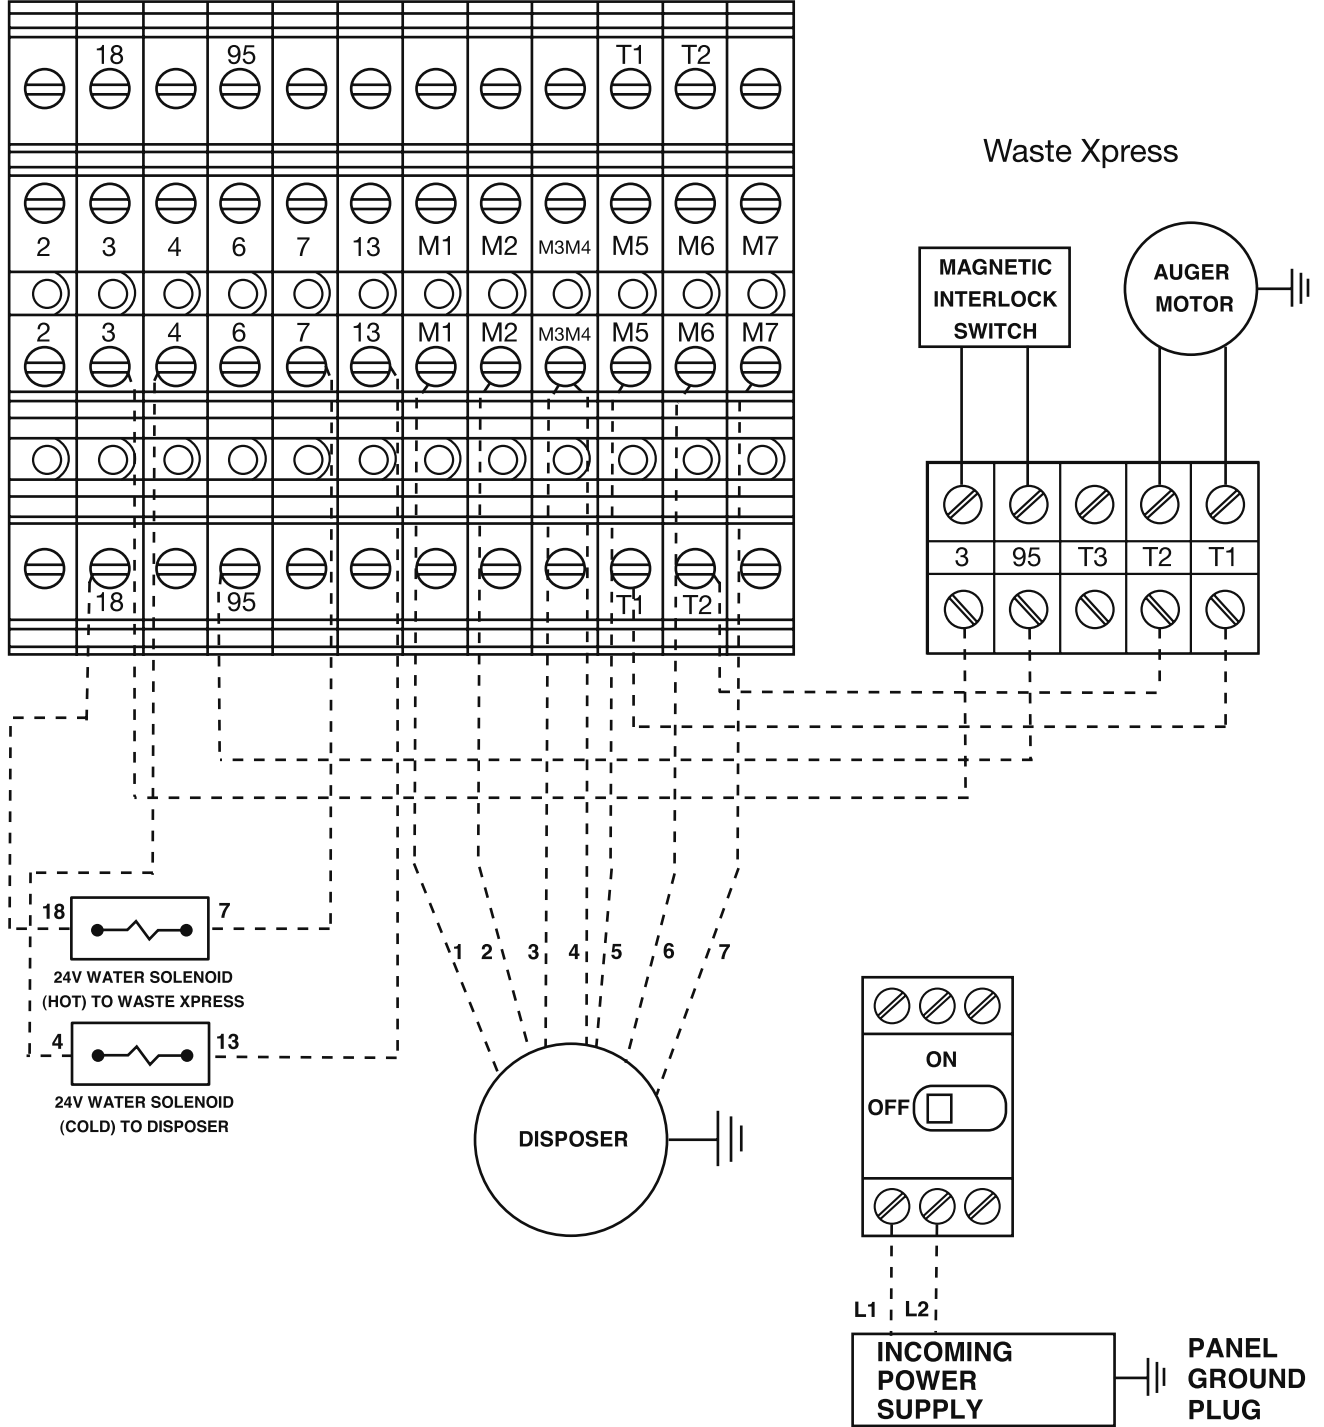 18 95 T1 T2
Waste Xpress
2 3 4 6 7 13 M1 M2 M3M4 M5 M6 M7
2 3 4 6 7 13 M1 M2 M3M4 M5 M6 M7
MAGNETIC
INTERLOCK
SWITCH
AUGER
MOTOR
3 95 T3 T2 T1
18 95 T1 T2
18 7
24V WATER SOLENOID
(HOT) TO WASTE XPRESS
4 13
24V WATER SOLENOID
(COLD) TO DISPOSER
1 2 3 4 5 6 7
DISPOSER
ON
OFF
L1 L2
INCOMING
POWER
SUPPLY
PANEL
GROUND
PLUG